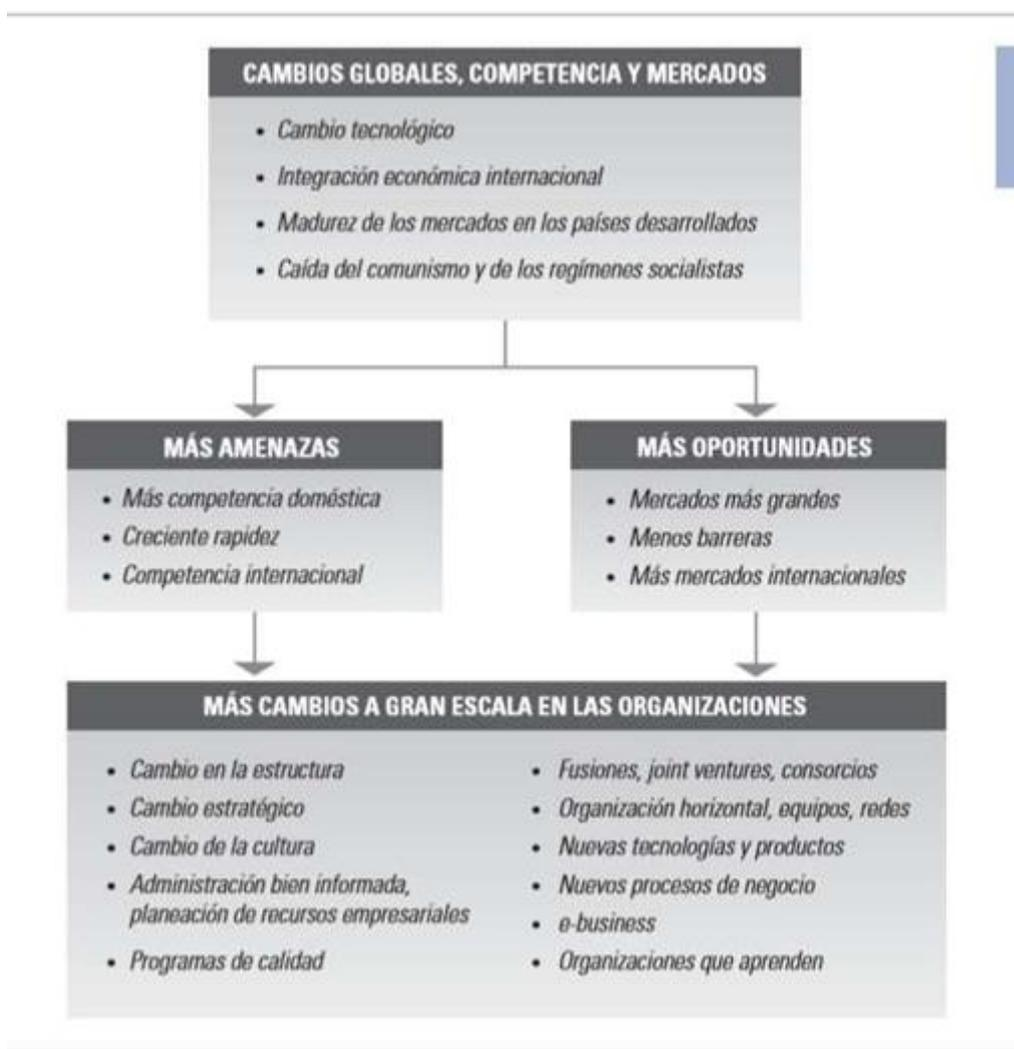 CAMBIOS GLOBALES, COMPETENCIA Y MERCADOS
• Cambio tecnológico
• Integración económica internacional
• Madurez de los mercados en los países desarrollados
• Caída del comunismo y de los regímenes socialistas
MÁS AMENAZAS
• Más competencia doméstica
• Creciente rapidez
• Competencia internacional
MÁS OPORTUNIDADES
• Mercados más grandes
• Menos barreras
• Más mercados internacionales
MÁS CAMBIOS A GRAN ESCALA EN LAS ORGANIZACIONES
• Cambio en la estructura
• Cambio estratégico
• Cambio de la cultura
• Administración bien informada,
planeación de recursos empresariales
• Programas de calidad
• Fusiones, joint ventures, consorcios
• Organización horizontal, equipos, redes
• Nuevas tecnologías y productos
• Nuevos procesos de negocio
• e-business
• Organizaciones que aprenden